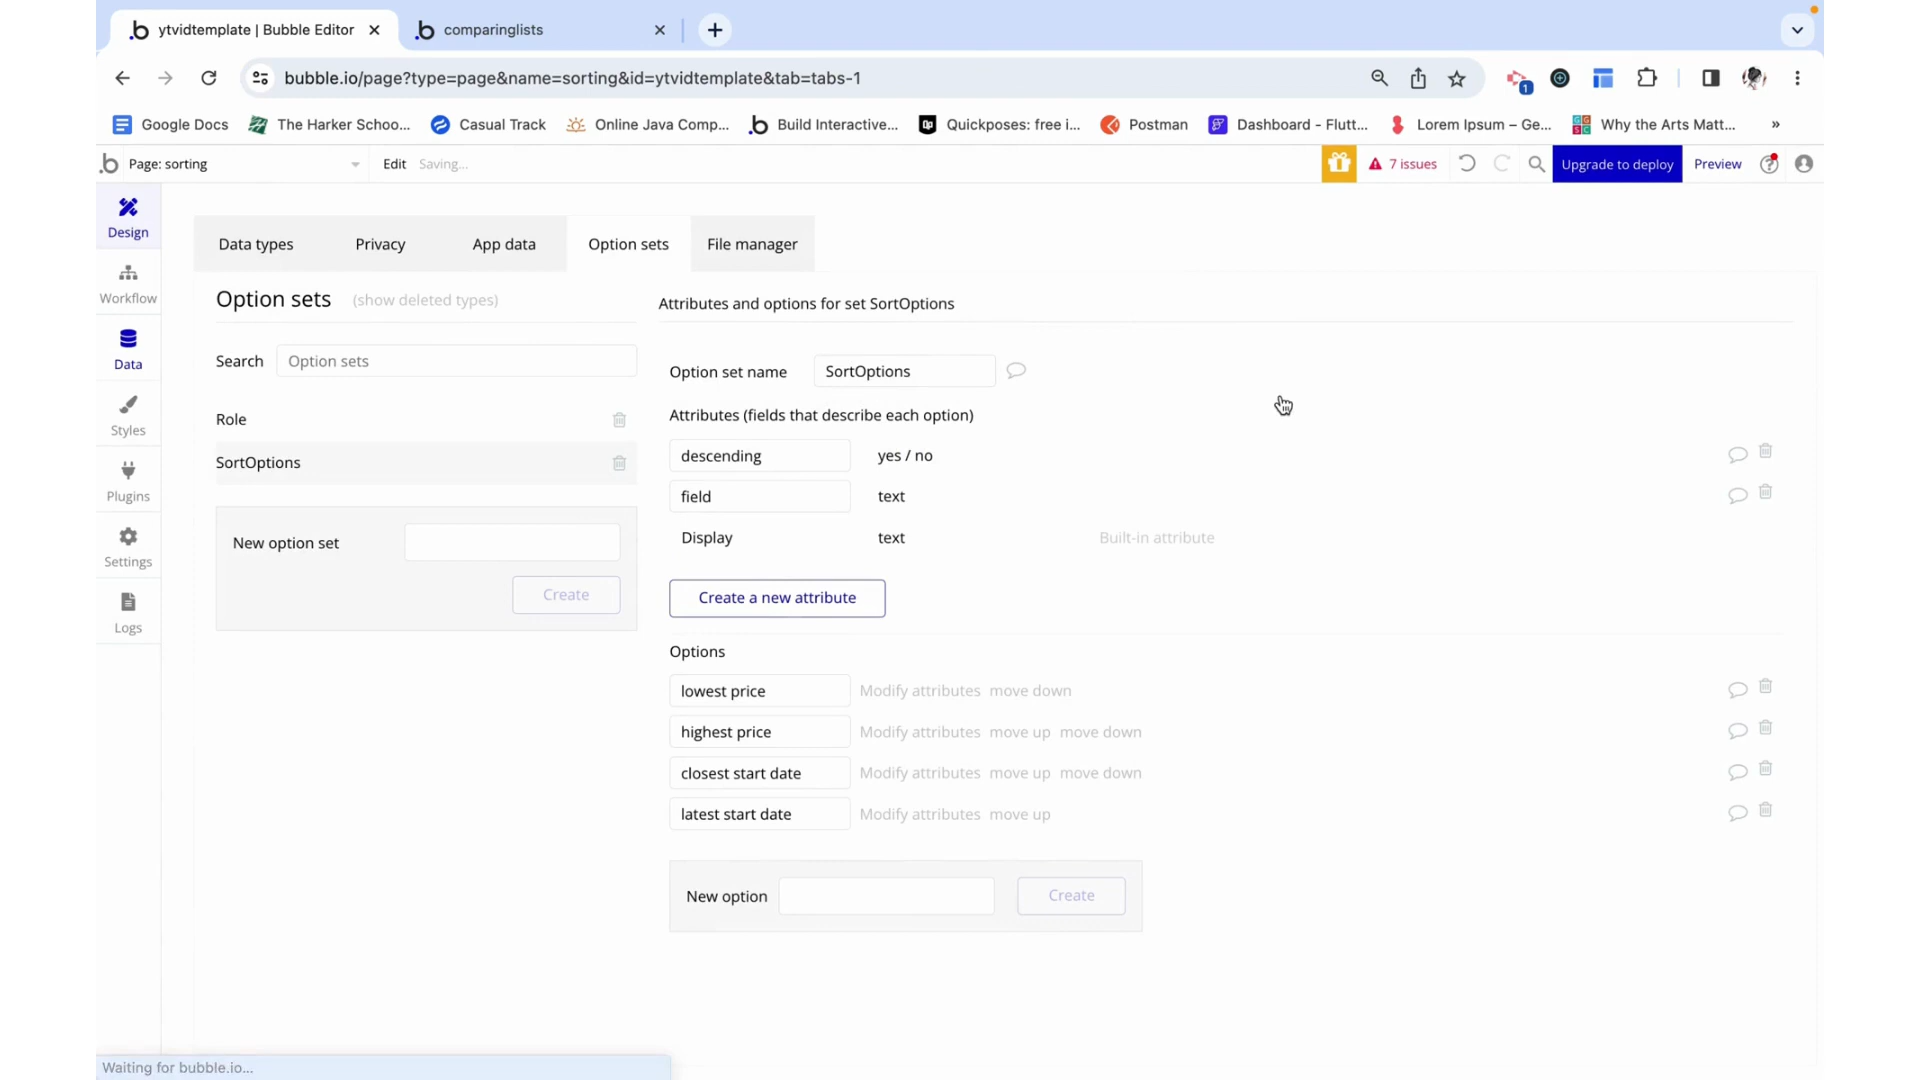 ytvidtemplate | Bubble Editor
comparinglists
bubble.io/page?type=page&name=sorting&id=ytvidtemplate&tab=tabs-1
1
Google Docs The Harker Schoo... Casual Track Online Java Comp... Build Interactive... Quickposes: free i... Postman Dashboard - Flutt... Lorem Ipsum – Ge... Why the Arts Matt... »
Page: sorting Edit Saving... 7 issues Upgrade to deploy Preview
Design
Workflow
Data
Styles
Plugins
Settings
Logs
Data types Privacy App data Option sets File manager
Option sets (show deleted types)
Search Option sets
Role
SortOptions
New option set
Create
Attributes and options for set SortOptions
Option set name SortOptions
Attributes (fields that describe each option)
descending yes / no
field text
Display text Built-in attribute
Create a new attribute
Options
lowest price Modify attributes move down
highest price Modify attributes move up move down
closest start date Modify attributes move up move down
latest start date Modify attributes move up
New option Create
Waiting for bubble.io...